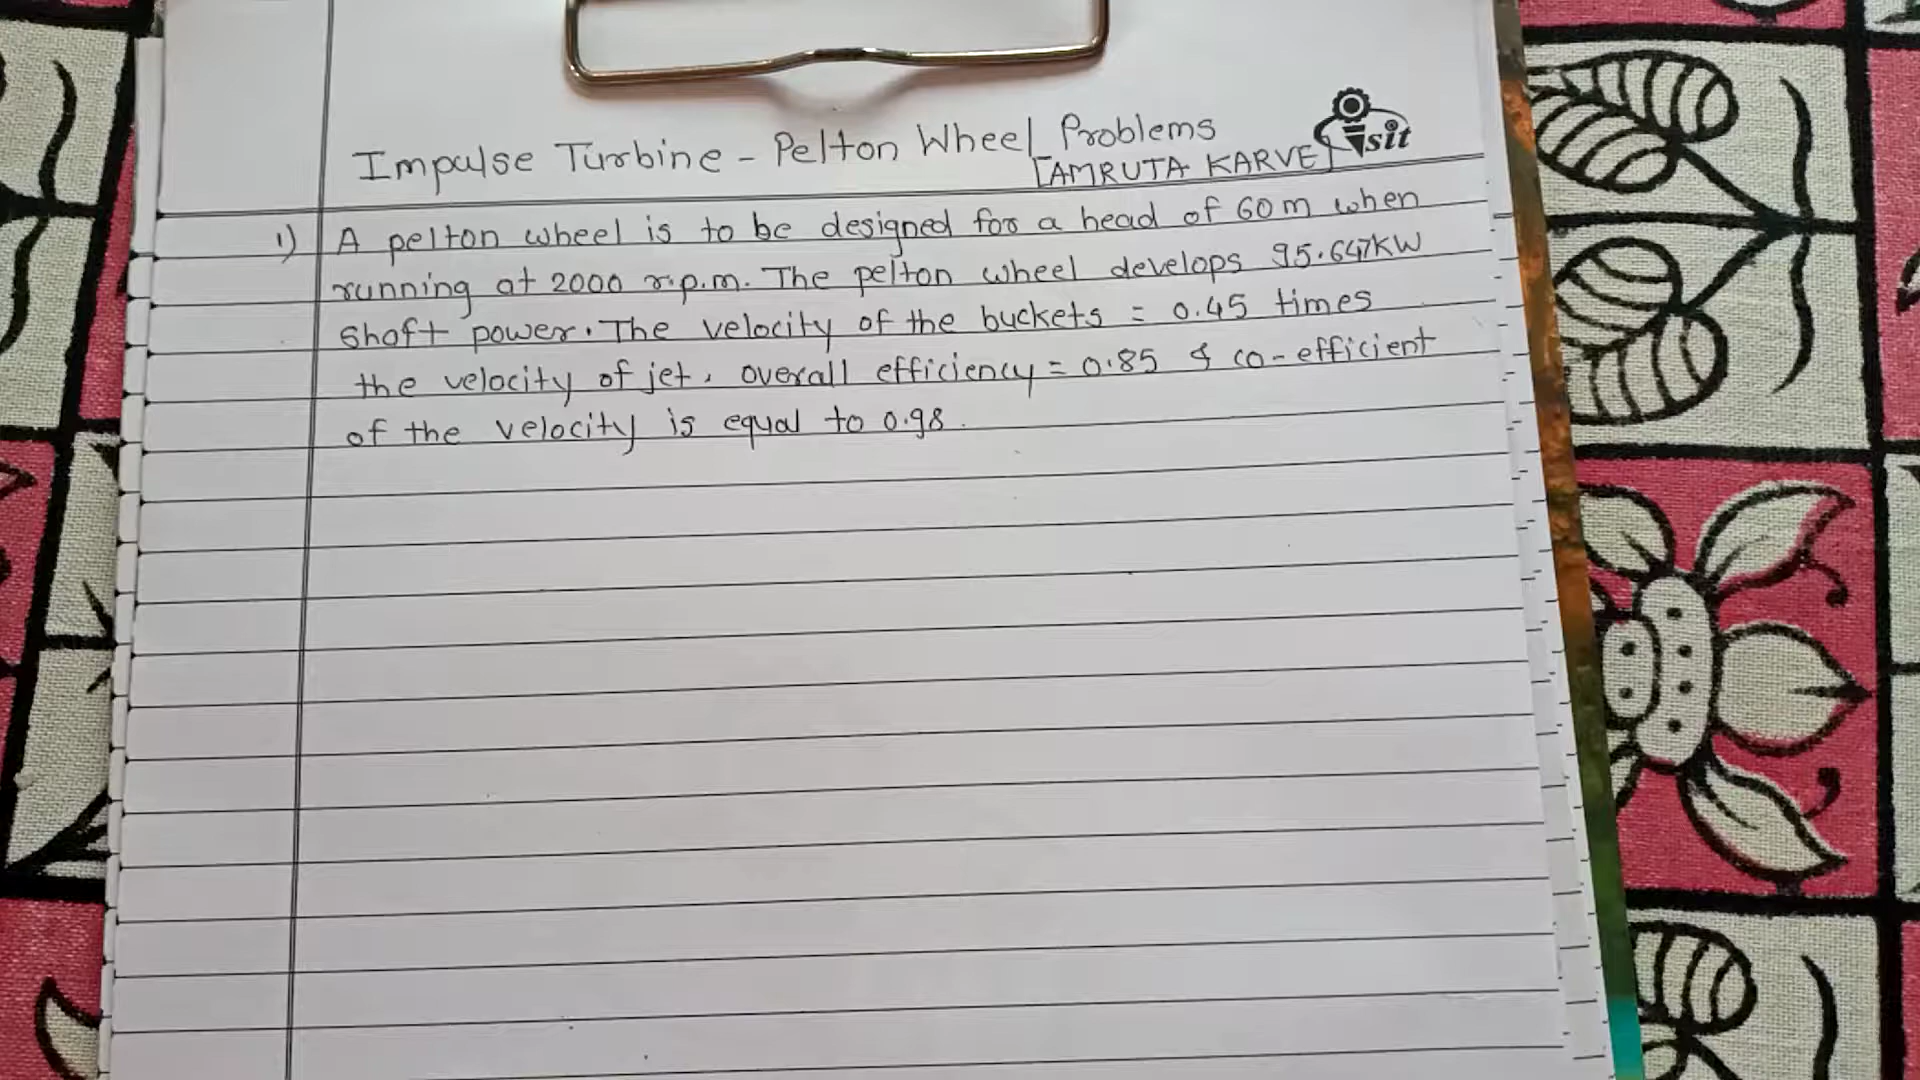 Impulse Turbine - Pelton Wheel Problems
[AMRUTA KARVE]
Vsit
1) A pelton wheel is to be designed for a head of 60m when
running at 2000 r.p.m. The pelton wheel develops 95.647KW
shaft power. The velocity of the buckets = 0.45 times
the velocity of jet, overall efficiency = 0.85 & co-efficient
of the velocity is equal to 0.98.